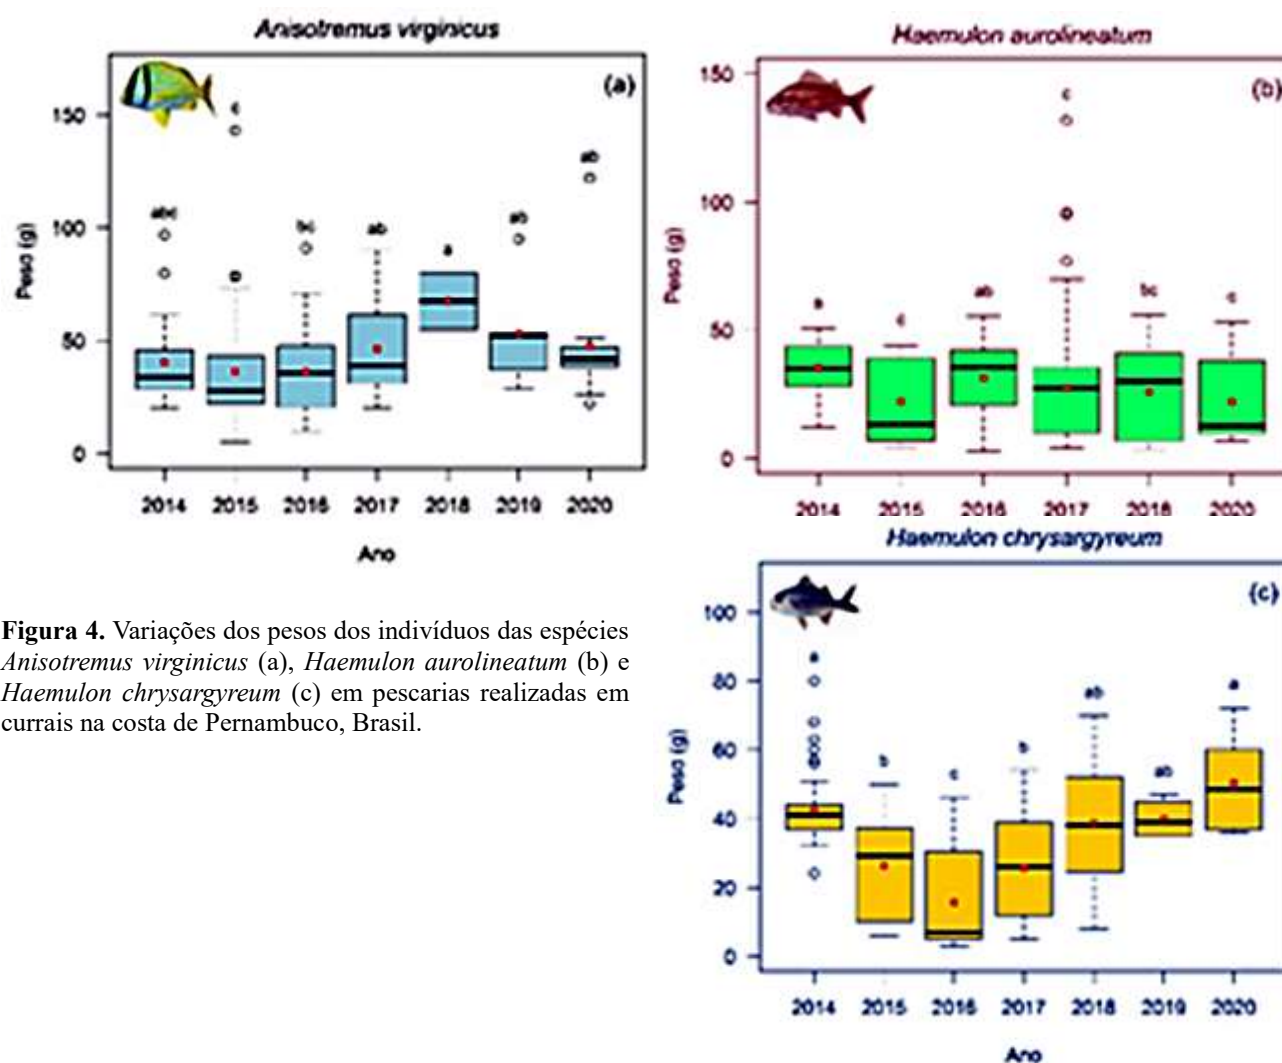 Anisotremus virginicus
(a)
150
100
50
0
Peso (g)
abc
c
bc
ab
a
ab
ab
2014 2015 2016 2017 2018 2019 2020
Ano
Haemulon aurolineatum
(b)
150
100
50
0
Peso (g)
a
c
ab
c
bc
c
2014 2015 2016 2017 2018 2020
Haemulon chrysargyreum
(c)
100
80
60
40
20
0
Peso (g)
a
b
c
b
ab
ab
a
2014 2015 2016 2017 2018 2019 2020
Ano
Figura 4. Variações dos pesos dos indivíduos das espécies
Anisotremus virginicus (a), Haemulon aurolineatum (b) e
Haemulon chrysargyreum (c) em pescarias realizadas em
currais na costa de Pernambuco, Brasil.